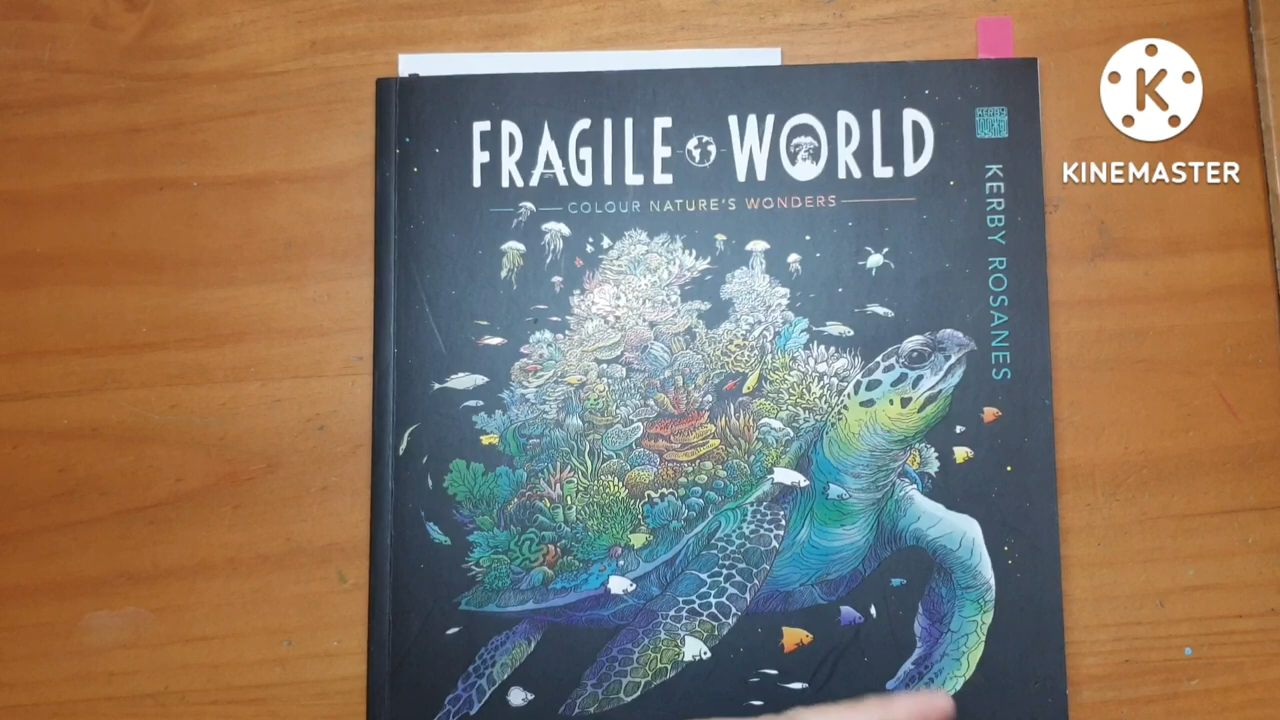 FRAGILE WORLD
COLOUR NATURE'S WONDERS
KERBY ROSANES
K
KINEMASTER